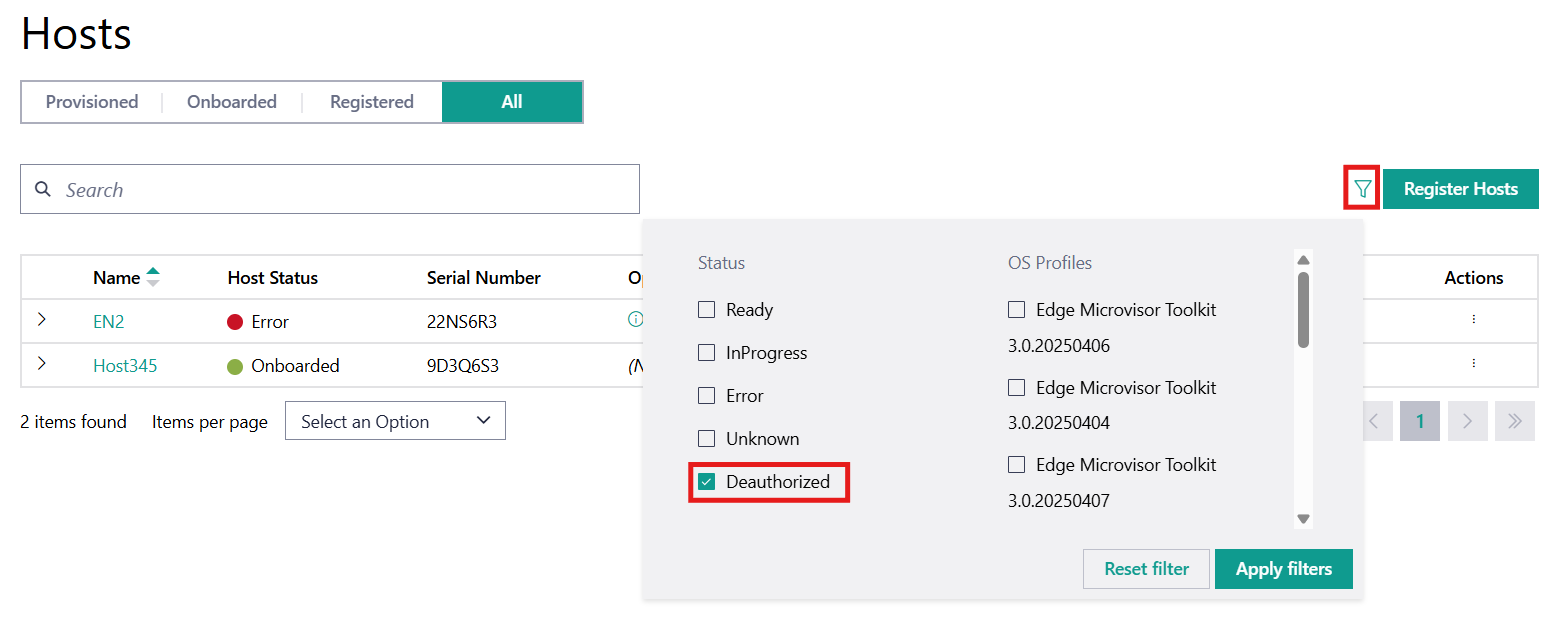 Hosts
Provisioned Onboarded Registered All
Search
Register Hosts
Name Host Status Serial Number Actions
EN2 Error 22NS6R3
Host345 Onboarded 9D3Q6S3
2 items found Items per page Select an Option 1
Status OS Profiles
Ready Edge Microvisor Toolkit
3.0.20250406
InProgress
Edge Microvisor Toolkit
Error
3.0.20250404
Unknown
Edge Microvisor Toolkit
Deauthorized
3.0.20250407
Reset filter Apply filters